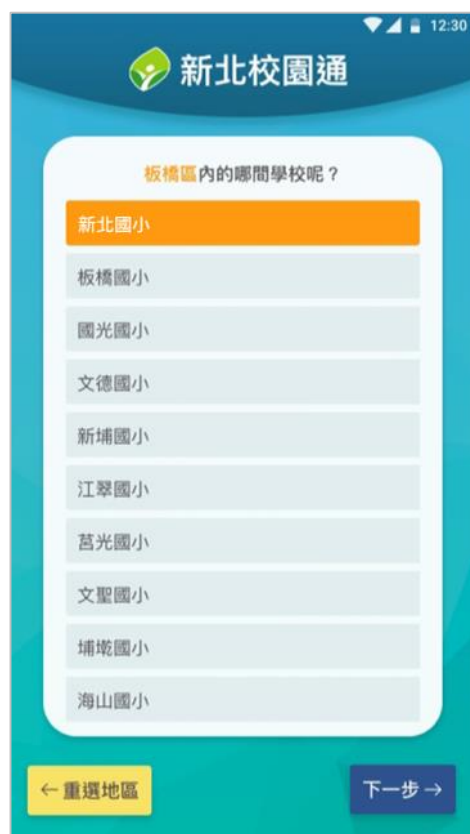 12:30
新北校園通
板橋區內的哪間學校呢？
新北國小
板橋國小
國光國小
文德國小
新埔國小
江翠國小
莒光國小
文聖國小
埔墘國小
海山國小
←重選地區
下一步→